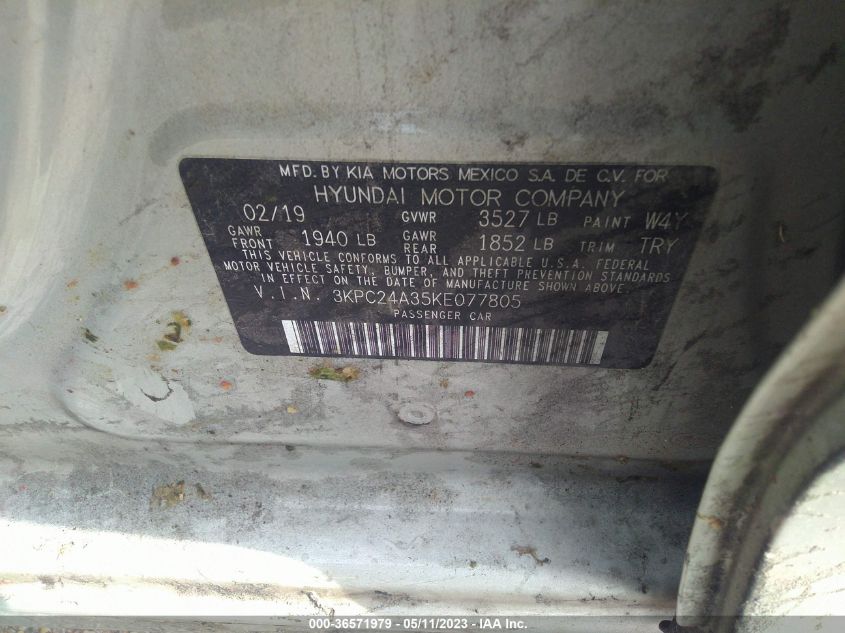 MFD. BY KIA MOTORS MEXICO S.A. DE C.V. FOR
HYUNDAI MOTOR COMPANY
02/19 GVWR 3527 LB PAINT W4Y
GAWR FRONT 1940 LB GAWR REAR 1852 LB TRIM TRY
THIS VEHICLE CONFORMS TO ALL APPLICABLE U.S.A. FEDERAL
MOTOR VEHICLE SAFETY, BUMPER, AND THEFT PREVENTION STANDARDS
IN EFFECT ON THE DATE OF MANUFACTURE SHOWN ABOVE.
V.I.N. 3KPC24A35KE077805
PASSENGER CAR
000-36571979 - 05/11/2023 - IAA Inc.